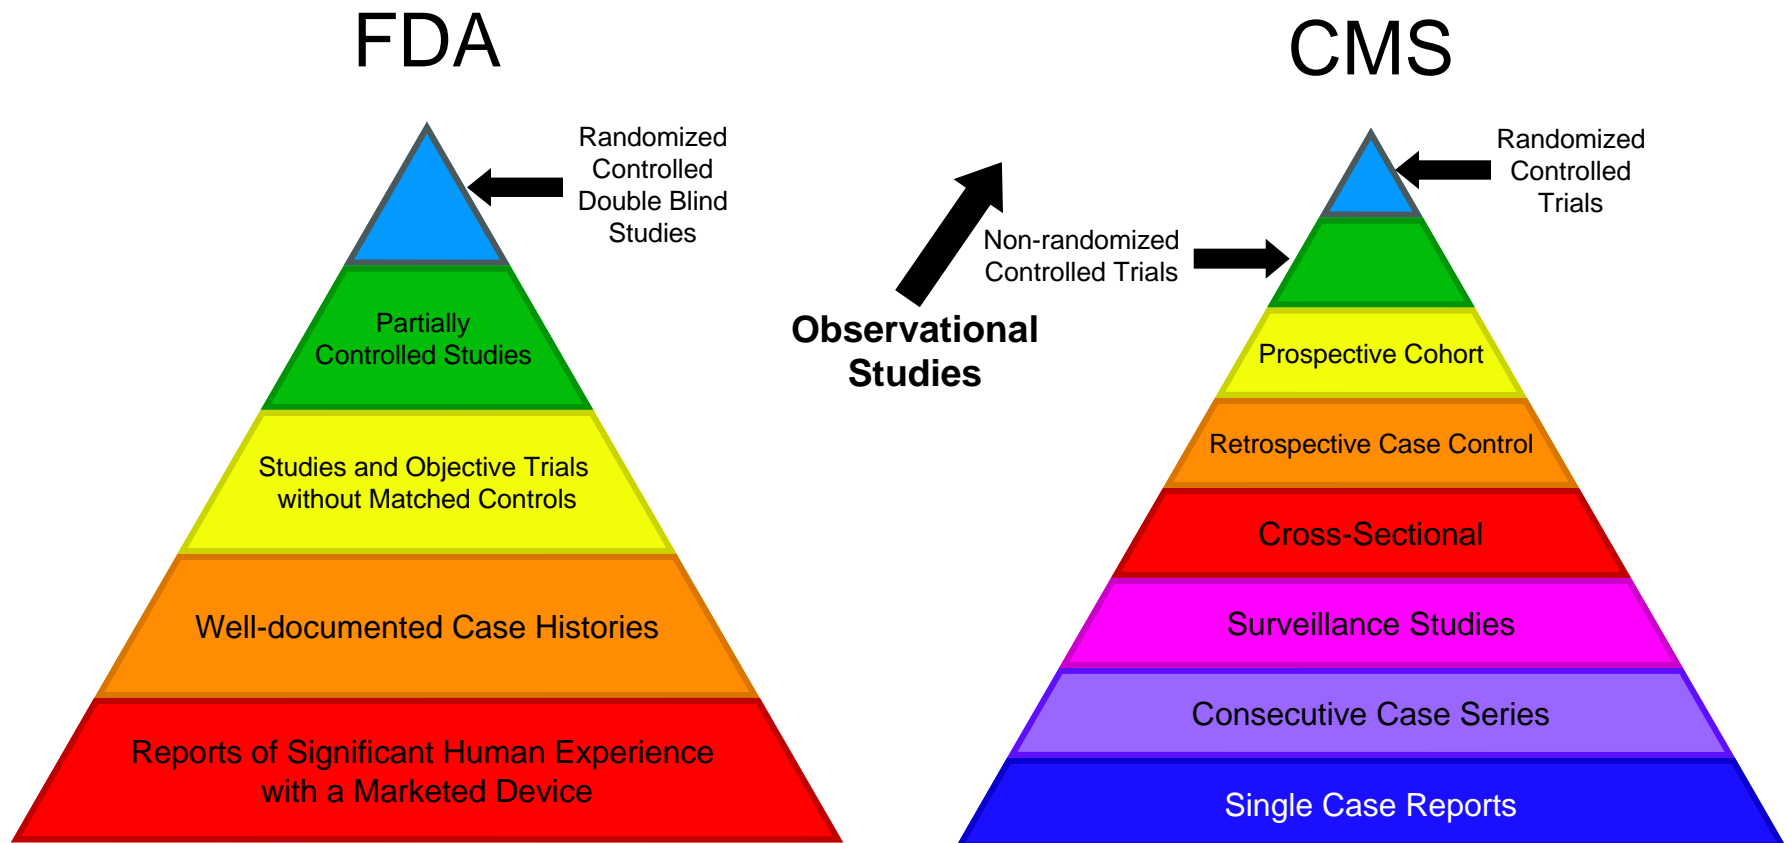 FDA
Randomized
Controlled
Double Blind
Studies
Partially
Controlled Studies
Studies and Objective Trials
without Matched Controls
Well-documented Case Histories
Reports of Significant Human Experience
with a Marketed Device
Observational
Studies
CMS
Randomized
Controlled
Trials
Non-randomized
Controlled Trials
Prospective Cohort
Retrospective Case Control
Cross-Sectional
Surveillance Studies
Consecutive Case Series
Single Case Reports